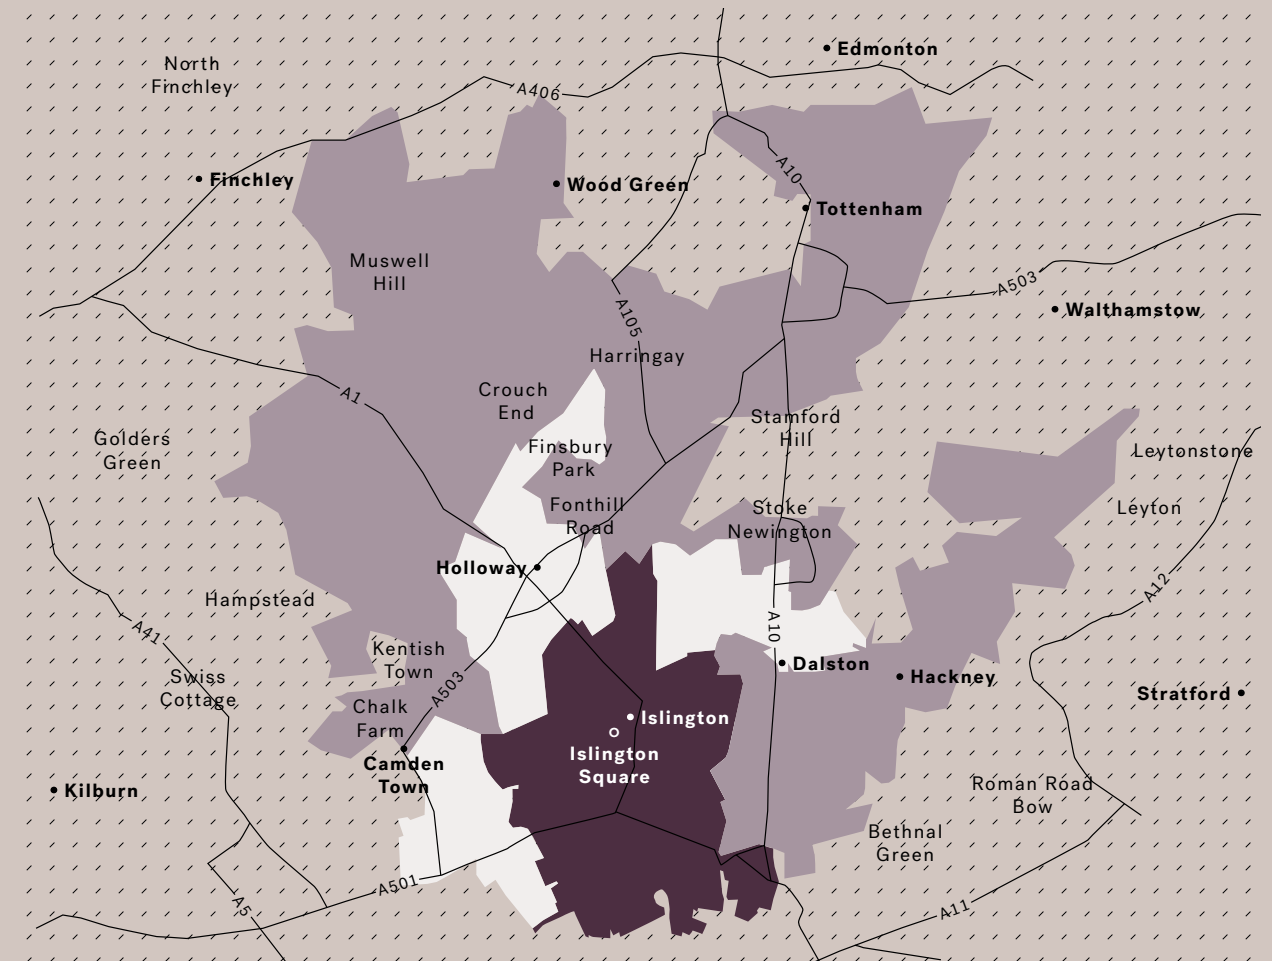 Edmonton
North
Finchley
A406
Finchley
Wood Green
A10
Tottenham
Muswell
Hill
A503
Walthamstow
A105
Harringay
A1
Crouch
End
Stamford
Hill
Golders
Green
Finsbury
Park
Leytonstone
Fonthill
Road
Stoke
Newington
Leyton
Holloway
Hampstead
A12
A41
A10
Kentish
Town
Dalston
Swiss
Cottage
A503
Hackney
Stratford
Chalk
Farm
Islington
Islington
Square
Camden
Town
Kilburn
Roman Road
Bow
Bethnal
Green
A501
A5
A11